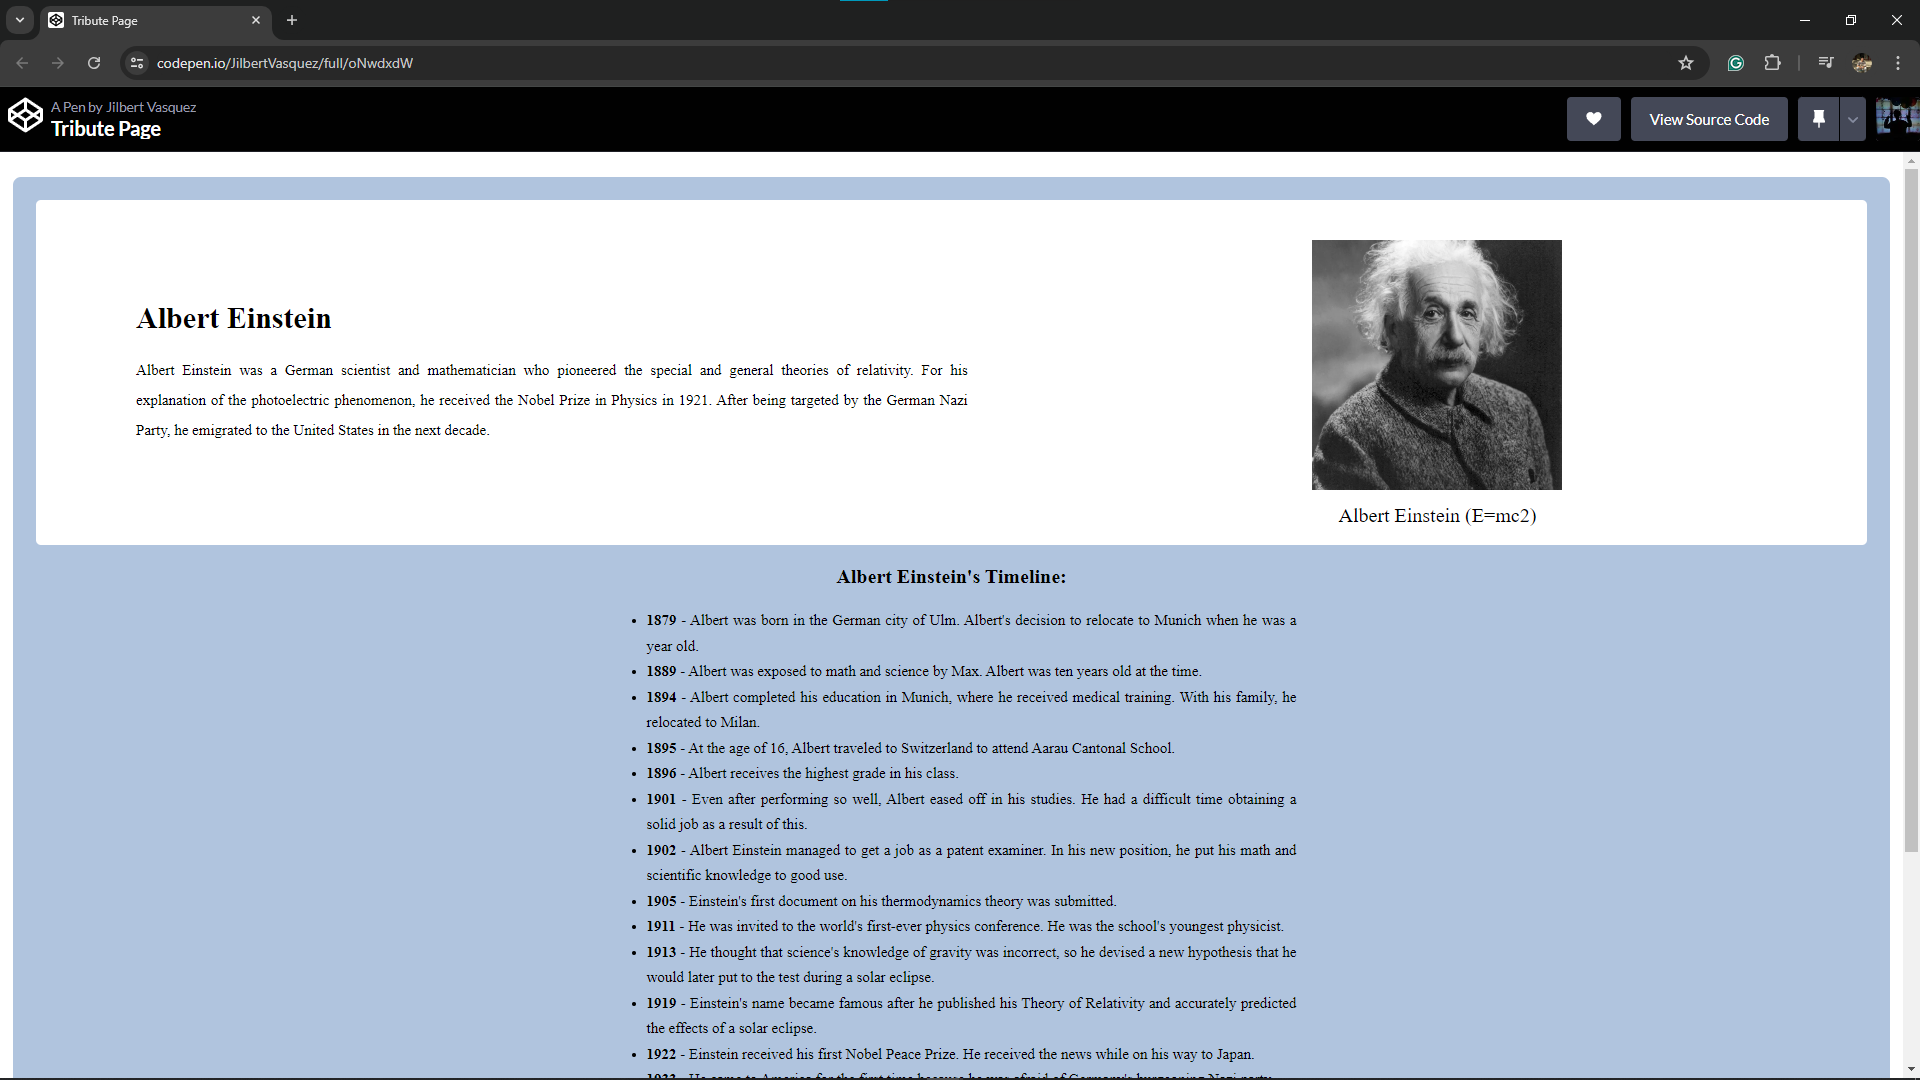 Tribute Page
codepen.io/JilbertVasquez/full/oNwdxdW
A Pen by Jilbert Vasquez
Tribute Page
View Source Code
Albert Einstein
Albert Einstein was a German scientist and mathematician who pioneered the special and general theories of relativity. For his
explanation of the photoelectric phenomenon, he received the Nobel Prize in Physics in 1921. After being targeted by the German Nazi
Party, he emigrated to the United States in the next decade.
Albert Einstein (E=mc2)
Albert Einstein's Timeline:
1879 - Albert was born in the German city of Ulm. Albert's decision to relocate to Munich when he was a
year old.
1889 - Albert was exposed to math and science by Max. Albert was ten years old at the time.
1894 - Albert completed his education in Munich, where he received medical training. With his family, he
relocated to Milan.
1895 - At the age of 16, Albert traveled to Switzerland to attend Aarau Cantonal School.
1896 - Albert receives the highest grade in his class.
1901 - Even after performing so well, Albert eased off in his studies. He had a difficult time obtaining a
solid job as a result of this.
1902 - Albert Einstein managed to get a job as a patent examiner. In his new position, he put his math and
scientific knowledge to good use.
1905 - Einstein's first document on his thermodynamics theory was submitted.
1911 - He was invited to the world's first-ever physics conference. He was the school's youngest physicist.
1913 - He thought that science's knowledge of gravity was incorrect, so he devised a new hypothesis that he
would later put to the test during a solar eclipse.
1919 - Einstein's name became famous after he published his Theory of Relativity and accurately predicted
the effects of a solar eclipse.
1922 - Einstein received his first Nobel Peace Prize. He received the news while on his way to Japan.